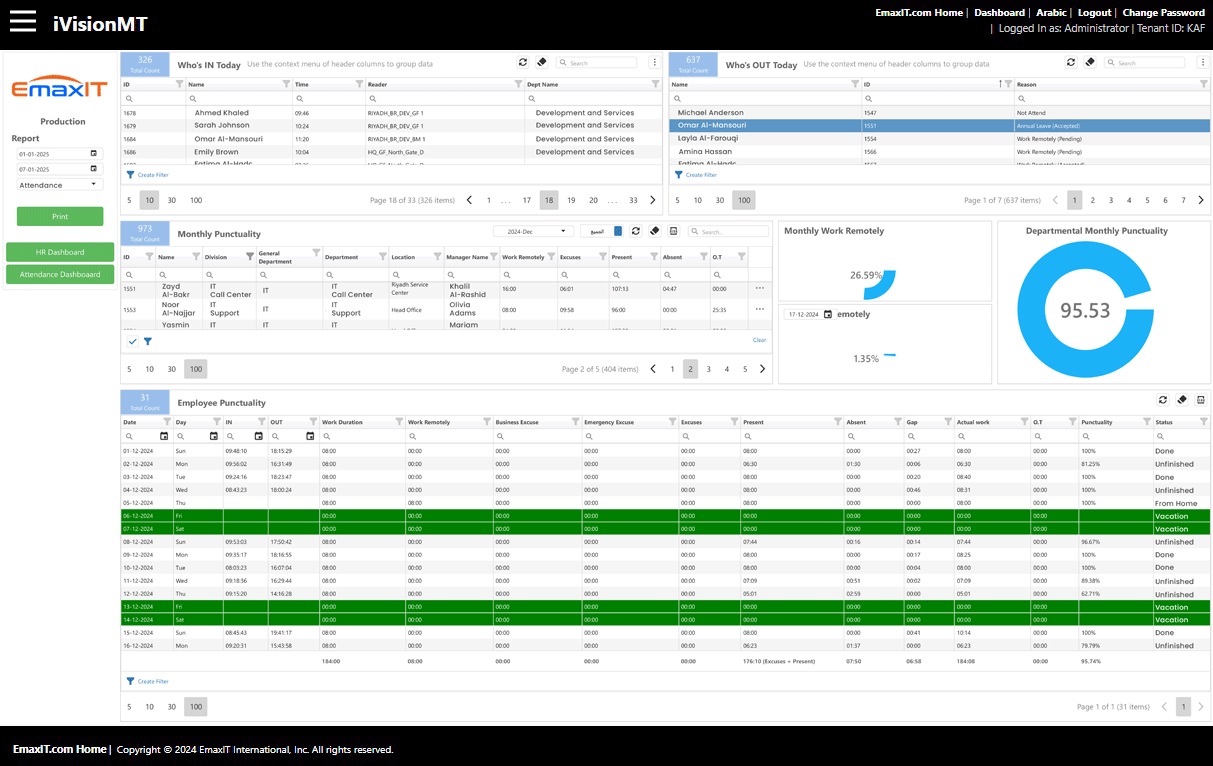 iVisionMT
EmaxIT.com Home | Dashboard | Arabic | Logout | Change Password
| Logged In as: Administrator | Tenant ID: KAF
EmaxIT
Production
Report
01-01-2025
07-01-2025
Attendance
Print
HR Dashboard
Attendance Dashboaard
326
Total Count
Who's IN Today Use the context menu of header columns to group data
Search
ID Name Time Reader Dept Name
1678 Ahmed Khaled 09:46 RIYADH_BR_DEV_GF 1 Development and Services
1679 Sarah Johnson 10:24 RIYADH_BR_DEV_GF 1 Development and Services
1684 Omar Al-Mansouri 11:20 RIYADH_BR_DEV_BM 1 Development and Services
1686 Emily Brown 10:04 HQ_GF_North_Gate_D Development and Services
Create Filter
5 10 30 100 Page 18 of 33 (326 items) 1 ... 17 18 19 20 ... 33
637
Total Count
Who's OUT Today Use the context menu of header columns to group data
Search
Name ID Reason
Michael Anderson 1547 Not Attend
Omar Al-Mansouri 1551 Annual Leave (Accepted)
Layla Al-Farouqi 1554 Work Remotely (Pending)
Amina Hassan 1566 Work Remotely (Pending)
Create Filter
5 10 30 100 Page 1 of 7 (637 items) 1 2 3 4 5 6 7
973
Total Count
Monthly Punctuality
2024-Dec
الجميع
Search...
ID Name Division General Department Department Location Manager Name Work Remotely Excuses Present Absent O.T
1551 Zayd Al-Bakr IT Call Center IT IT Call Center Riyadh Service Center Khalil Al-Rashid 16:00 06:01 107:13 04:47 00:00 ...
1553 Noor Al-Najjar IT Support IT IT Support Head Office Olivia Adams 08:00 09:58 96:00 00:00 25:35 ...
Yasmin IT IT Mariam
Clear
5 10 30 100 Page 2 of 5 (404 items) 1 2 3 4 5
Monthly Work Remotely
26.59%
17-12-2024 emotely
1.35%
Departmental Monthly Punctuality
95.53
31
Total Count
Employee Punctuality
Date Day IN OUT Work Duration Work Remotely Business Excuse Emergency Excuse Excuses Present Absent Gap Actual work O.T Punctuality Status
01-12-2024 Sun 09:48:10 18:15:29 08:00 00:00 00:00 00:00 00:00 08:00 00:00 00:27 08:00 00:00 100% Done
02-12-2024 Mon 09:56:02 16:31:49 08:00 00:00 00:00 00:00 00:00 06:30 01:30 00:06 06:30 00:00 81.25% Unfinished
03-12-2024 Tue 09:24:16 18:23:47 08:00 00:00 00:00 00:00 00:00 08:00 00:00 00:20 08:40 00:00 100% Done
04-12-2024 Wed 08:43:23 18:00:24 08:00 00:00 00:00 00:00 00:00 08:00 00:00 00:46 08:31 00:00 100% Unfinished
05-12-2024 Thu 08:00 00:00 00:00 00:00 00:00 08:00 00:00 00:00 08:00 00:00 100% From Home
06-12-2024 Fri 00:00 00:00 00:00 00:00 00:00 00:00 00:00 00:00 00:00 00:00 Vacation
07-12-2024 Sat 00:00 00:00 00:00 00:00 00:00 00:00 00:00 00:00 00:00 00:00 Vacation
08-12-2024 Sun 09:53:03 17:50:42 08:00 00:00 00:00 00:00 00:00 07:44 00:16 00:14 07:44 00:00 96.67% Unfinished
09-12-2024 Mon 09:35:17 18:16:55 08:00 00:00 00:00 00:00 00:00 08:00 00:00 00:17 08:25 00:00 100% Done
10-12-2024 Tue 08:03:23 16:07:04 08:00 00:00 00:00 00:00 00:00 08:00 00:00 00:04 08:00 00:00 100% Done
11-12-2024 Wed 09:18:36 16:29:44 08:00 00:00 00:00 00:00 00:00 07:09 00:51 00:02 07:09 00:00 89.38% Unfinished
12-12-2024 Thu 09:15:20 14:16:28 08:00 00:00 00:00 00:00 00:00 05:01 02:59 00:00 05:01 00:00 62.71% Unfinished
13-12-2024 Fri 00:00 00:00 00:00 00:00 00:00 00:00 00:00 00:00 00:00 00:00 Vacation
14-12-2024 Sat 00:00 00:00 00:00 00:00 00:00 00:00 00:00 00:00 00:00 00:00 Vacation
15-12-2024 Sun 08:45:43 19:41:17 08:00 00:00 00:00 00:00 00:00 08:00 00:00 00:41 10:14 00:00 100% Done
16-12-2024 Mon 09:20:31 15:43:58 08:00 00:00 00:00 00:00 00:00 06:23 01:37 00:00 06:23 00:00 79.79% Unfinished
184:00 08:00 00:00 00:00 00:00 176:10 (Excuses + Present) 07:50 06:58 184:08 00:00 95.74%
Create Filter
5 10 30 100 Page 1 of 1 (31 items) 1
EmaxIT.com Home | Copyright © 2024 EmaxIT International, Inc. All rights reserved.